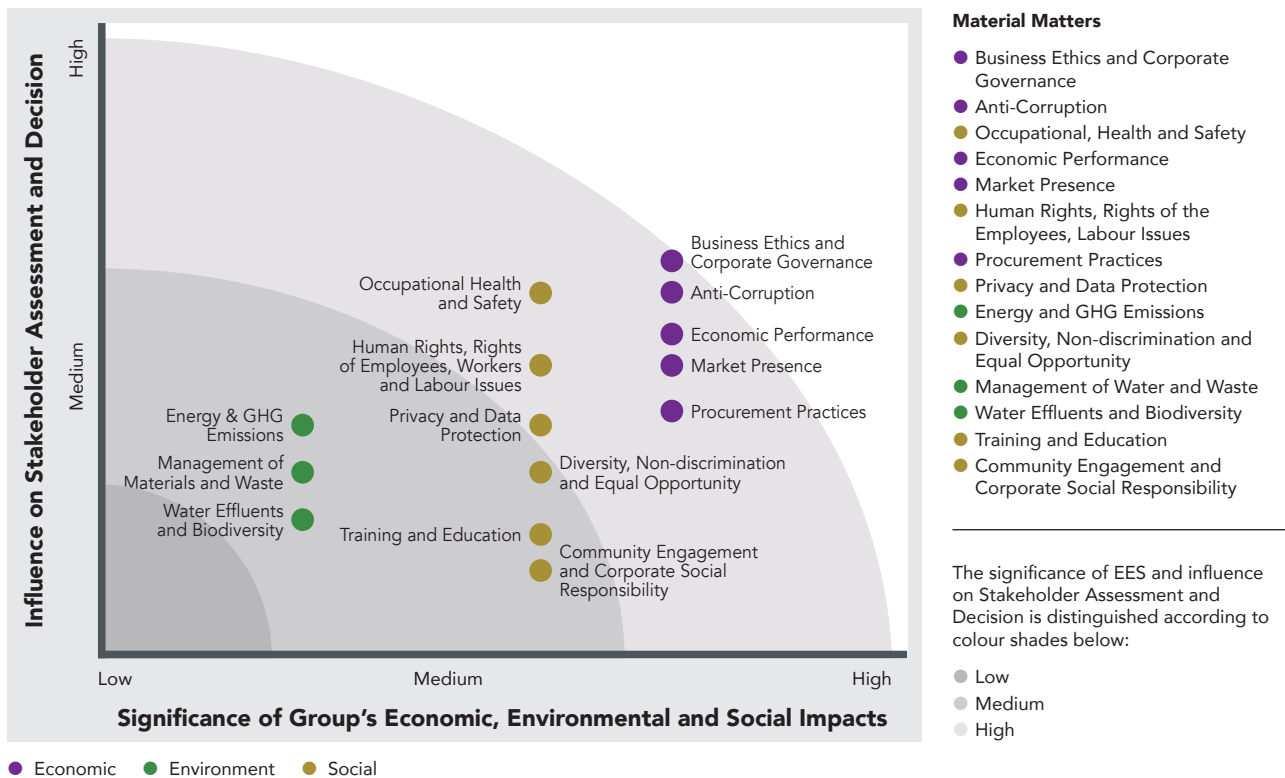 Influence on Stakeholder Assessment and Decision
High
Medium
Business Ethics and
Corporate Governance
Occupational Health
and Safety
Anti-Corruption
Economic Performance
Human Rights, Rights
of Employees, Workers
and Labour Issues
Market Presence
Energy & GHG
Emissions
Privacy and Data
Protection
Procurement Practices
Management of
Materials and Waste
Diversity, Non-discrimination
and Equal Opportunity
Water Effluents
and Biodiversity
Training and Education
Community Engagement
and Corporate Social
Responsibility
Low
Medium
High
Significance of Group's Economic, Environmental and Social Impacts
Economic
Environment
Social
Material Matters
Business Ethics and Corporate
Governance
Anti-Corruption
Occupational, Health and Safety
Economic Performance
Market Presence
Human Rights, Rights of the
Employees, Labour Issues
Procurement Practices
Privacy and Data Protection
Energy and GHG Emissions
Diversity, Non-discrimination and
Equal Opportunity
Management of Water and Waste
Water Effluents and Biodiversity
Training and Education
Community Engagement and
Corporate Social Responsibility
The significance of EES and influence
on Stakeholder Assessment and
Decision is distinguished according to
colour shades below:
Low
Medium
High